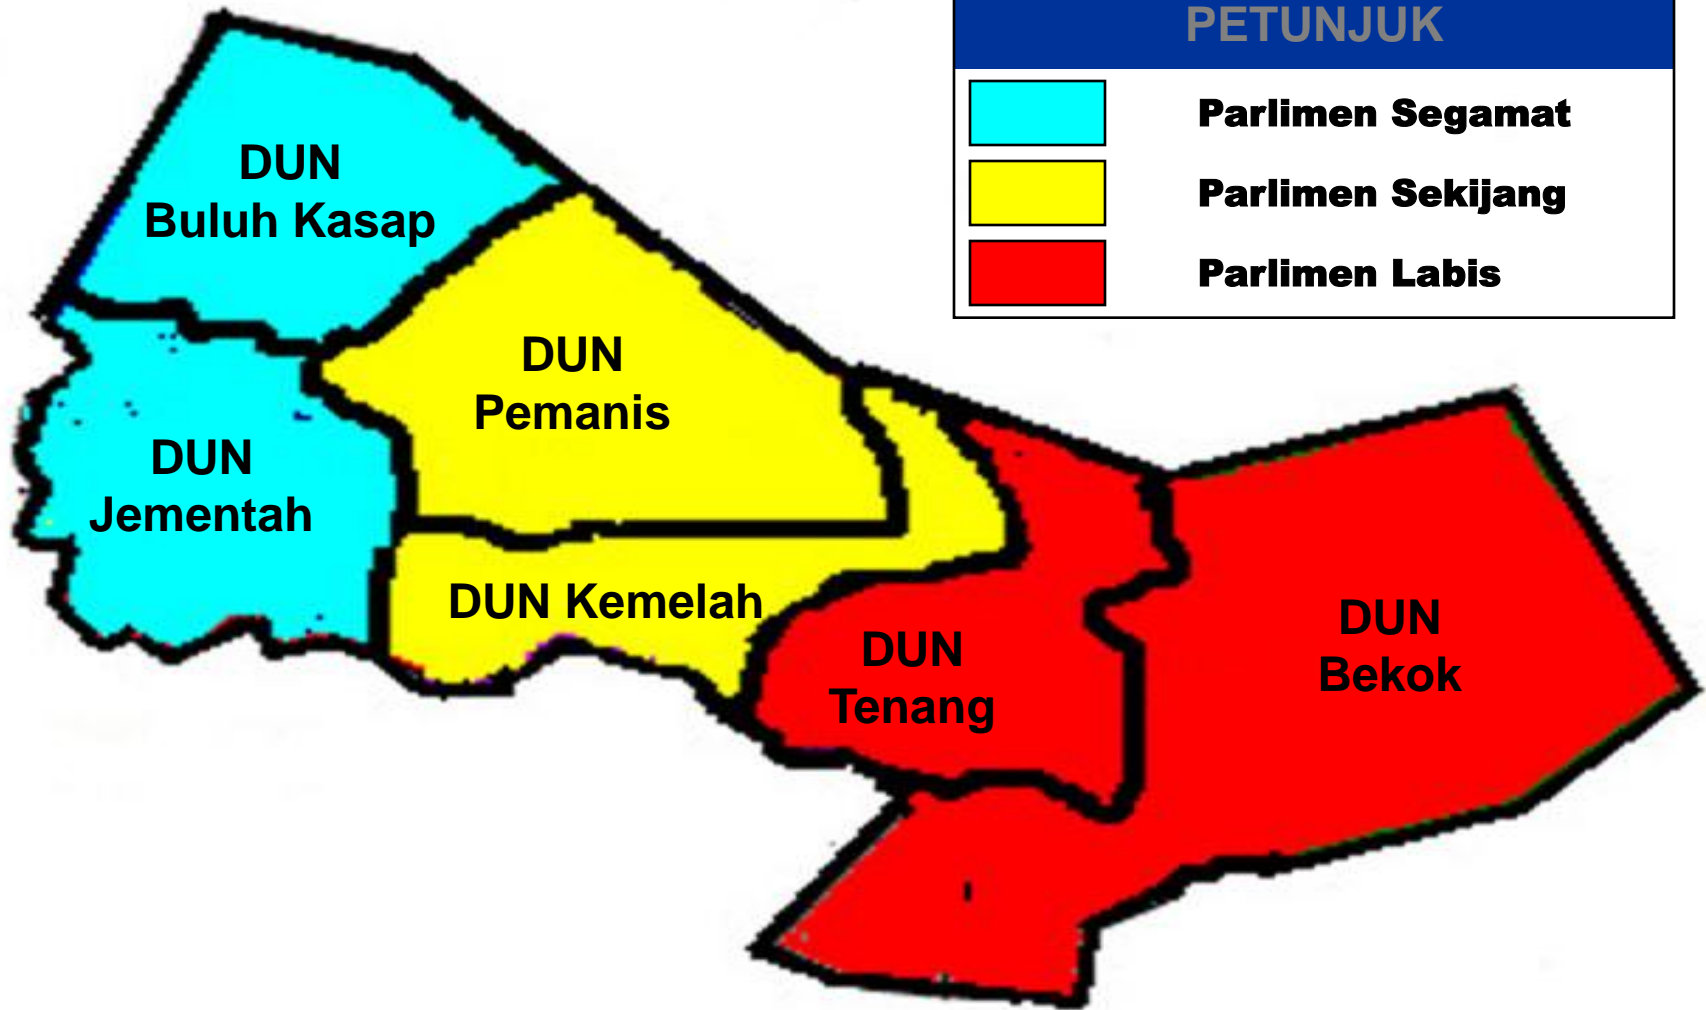 PETUNJUK
Parlimen Segamat
Parlimen Sekijang
Parlimen Labis
DUN
Buluh Kasap
DUN
Pemanis
DUN
Jementah
DUN Kemelah
DUN
Tenang
DUN
Bekok